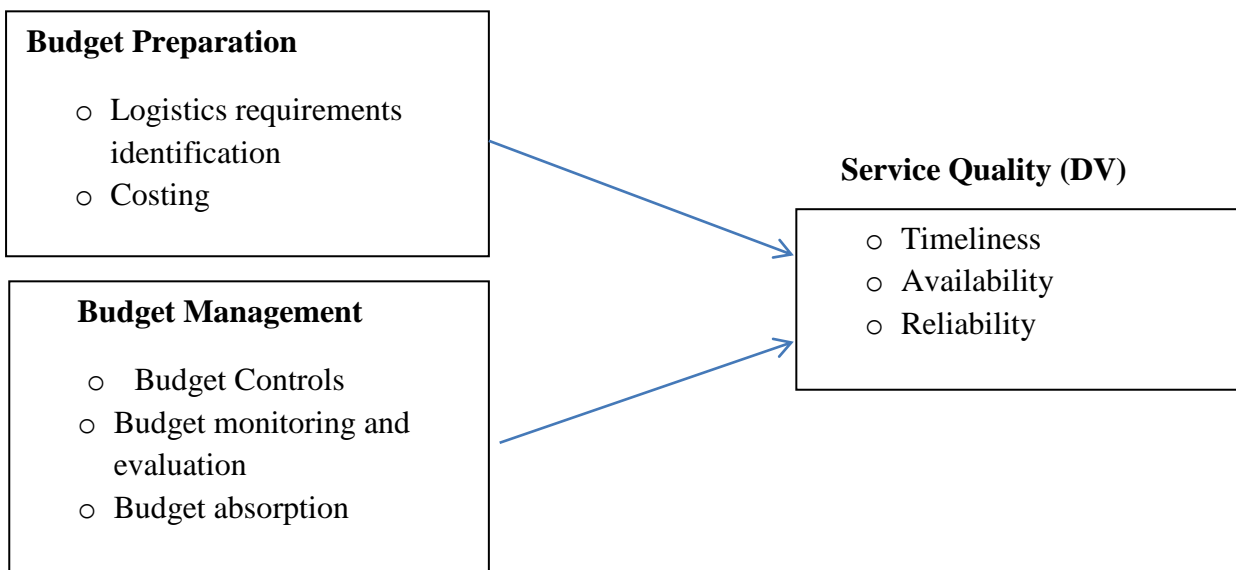 Budget Preparation
o Logistics requirements
identification
o Costing
Budget Management
o Budget Controls
o Budget monitoring and
evaluation
o Budget absorption
Service Quality (DV)
o Timeliness
o Availability
o Reliability